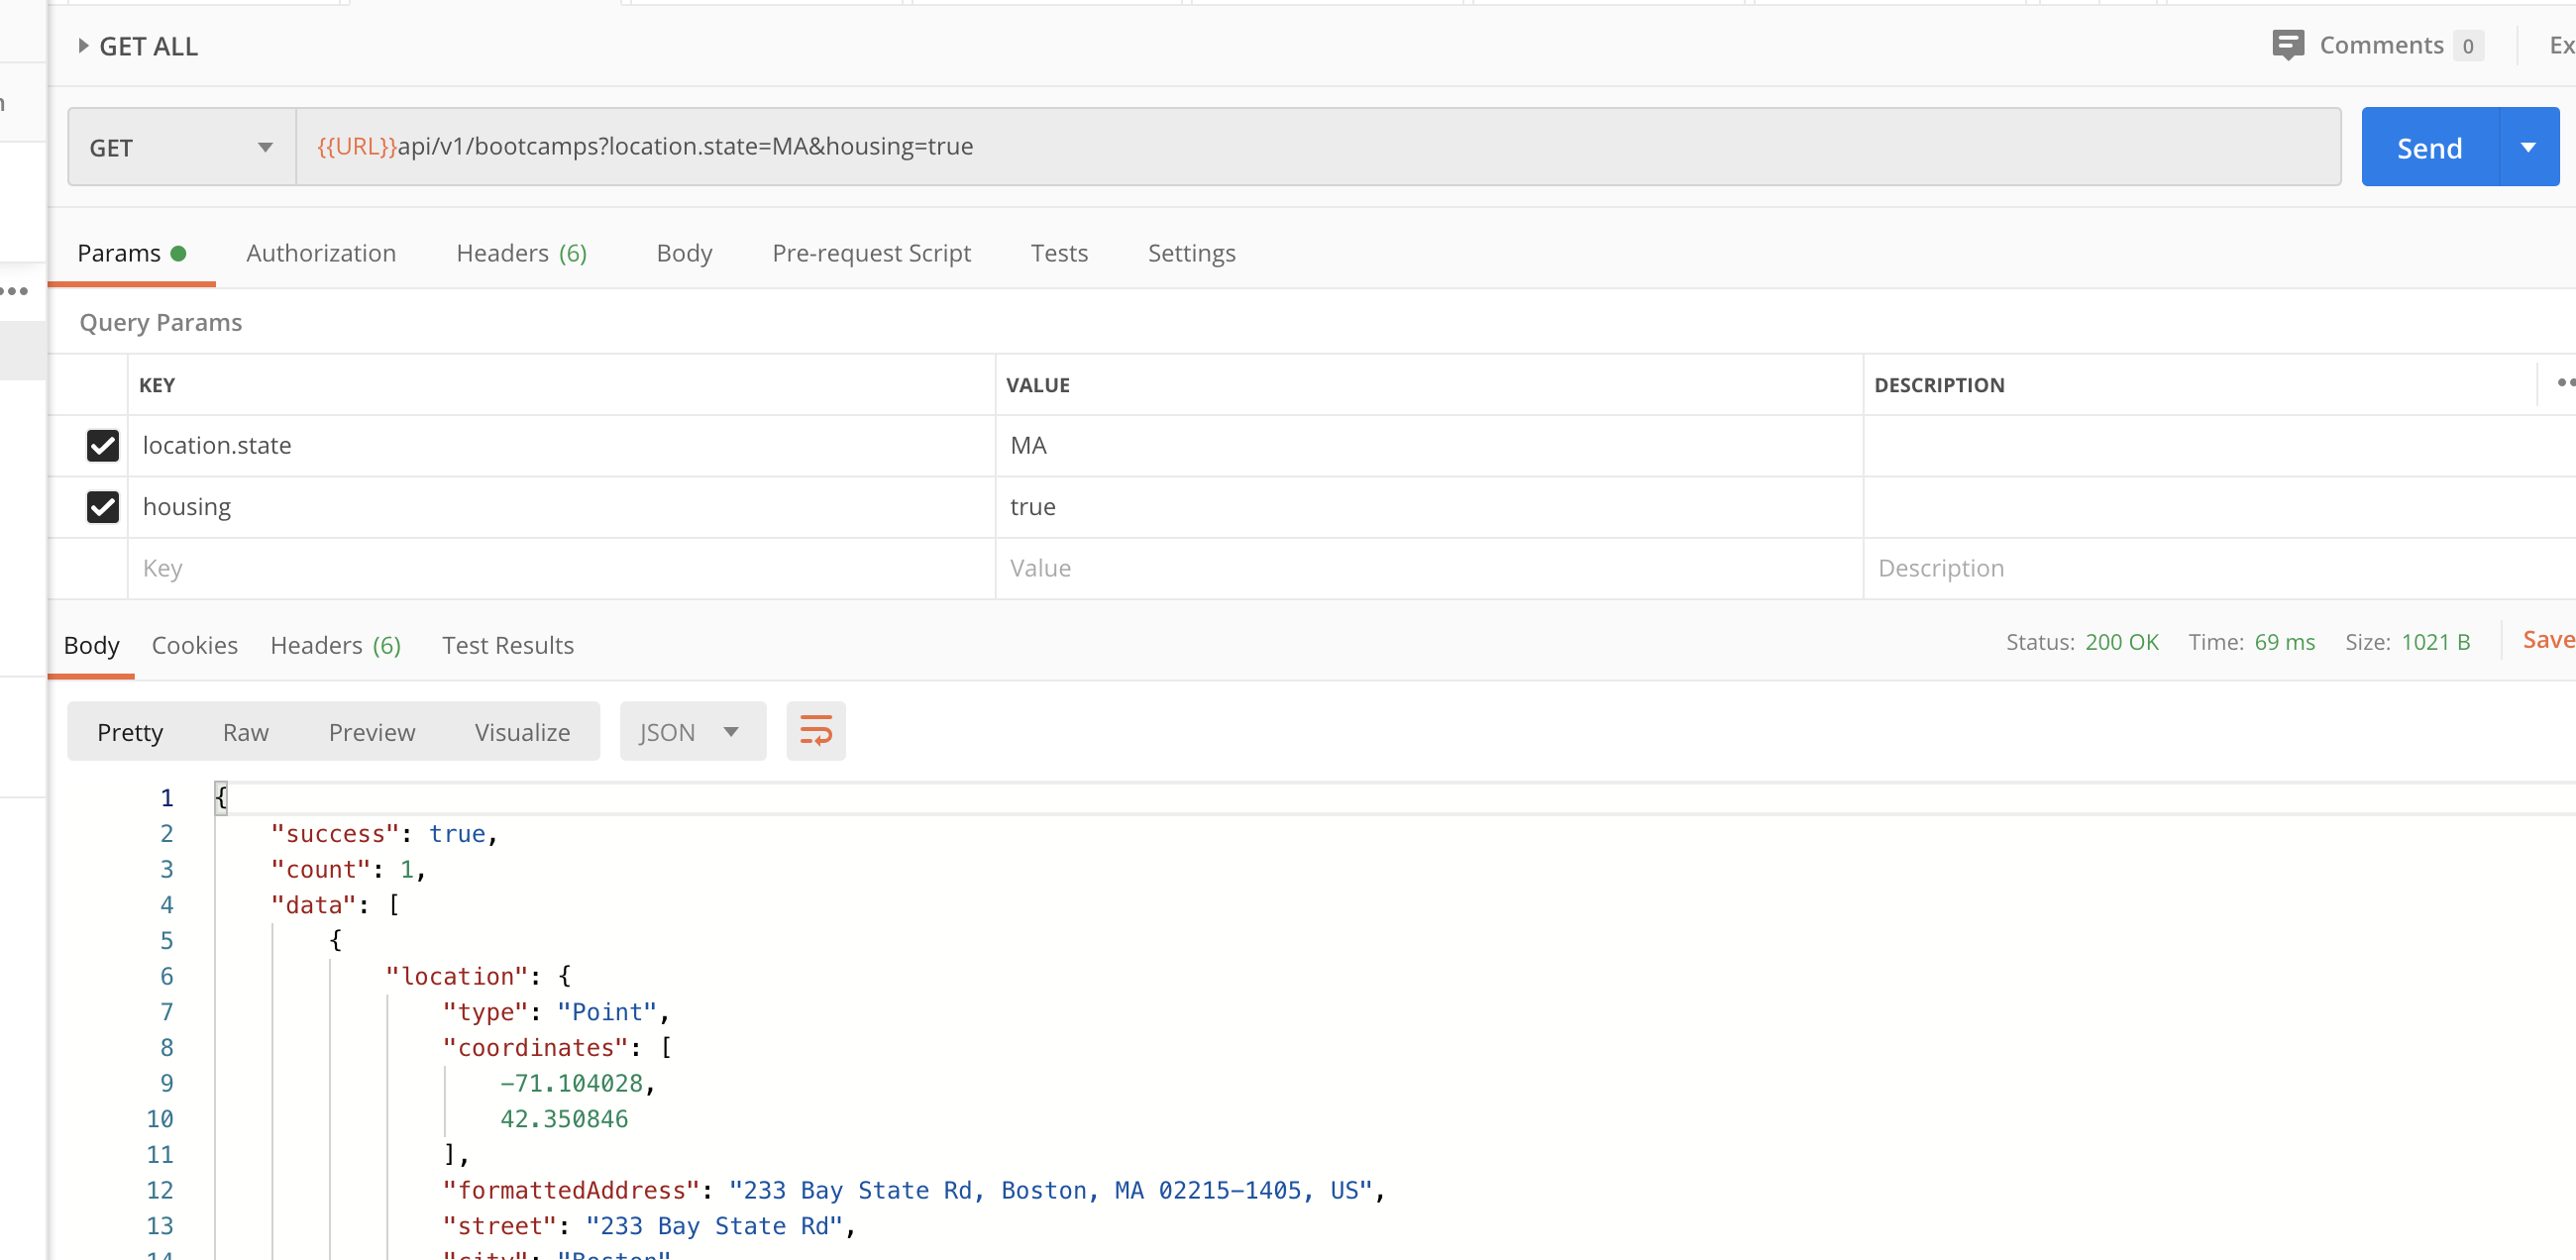 GET ALL
Comments 0
GET
{{URL}}api/v1/bootcamps?location.state=MA&housing=true
Send
Params
Authorization
Headers (6)
Body
Pre-request Script
Tests
Settings
Query Params
KEY VALUE DESCRIPTION
location.state MA
housing true
Key Value Description
Body Cookies Headers (6) Test Results
Status: 200 OK Time: 69 ms Size: 1021 B Save
Pretty Raw Preview Visualize JSON
1 {
2 "success": true,
3 "count": 1,
4 "data": [
5 {
6 "location": {
7 "type": "Point",
8 "coordinates": [
9 -71.104028,
10 42.350846
11 ],
12 "formattedAddress": "233 Bay State Rd, Boston, MA 02215-1405, US",
13 "street": "233 Bay State Rd",
14 "city": "Boston"